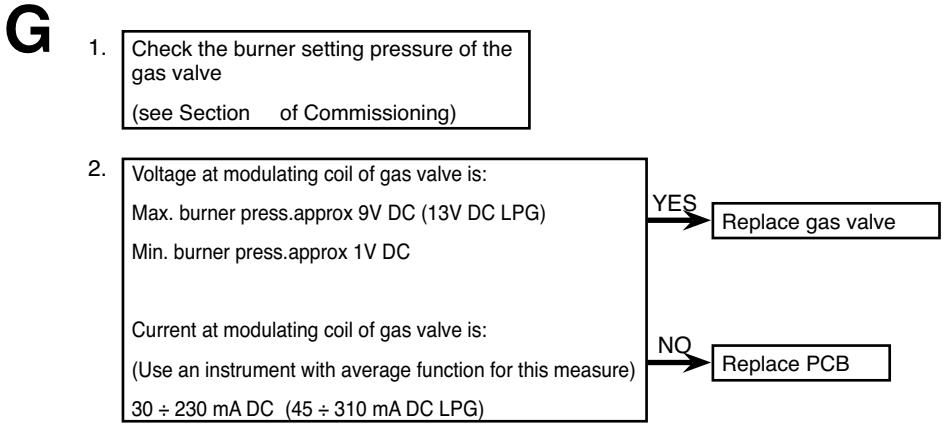 G
1. Check the burner setting pressure of the
gas valve
(see Section of Commissioning)
2. Voltage at modulating coil of gas valve is:
Max. burner press.approx 9V DC (13V DC LPG)
Min. burner press.approx 1V DC
YES
Replace gas valve
Current at modulating coil of gas valve is:
(Use an instrument with average function for this measure)
30 ÷ 230 mA DC (45 ÷ 310 mA DC LPG)
NO
Replace PCB